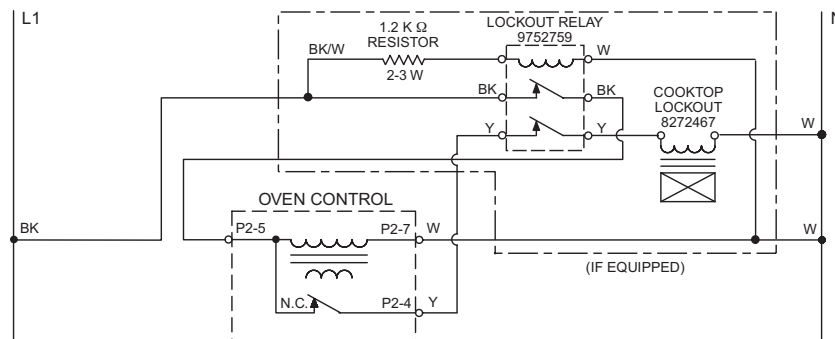 L1
N
1.2 K Ω
RESISTOR
2-3 W
LOCKOUT RELAY
9752759
BK/W
W
BK
BK
Y
Y
COOKTOP
LOCKOUT
8272467
W
OVEN CONTROL
BK
P2-5
P2-7
W
W
(IF EQUIPPED)
N.C.
P2-4
Y